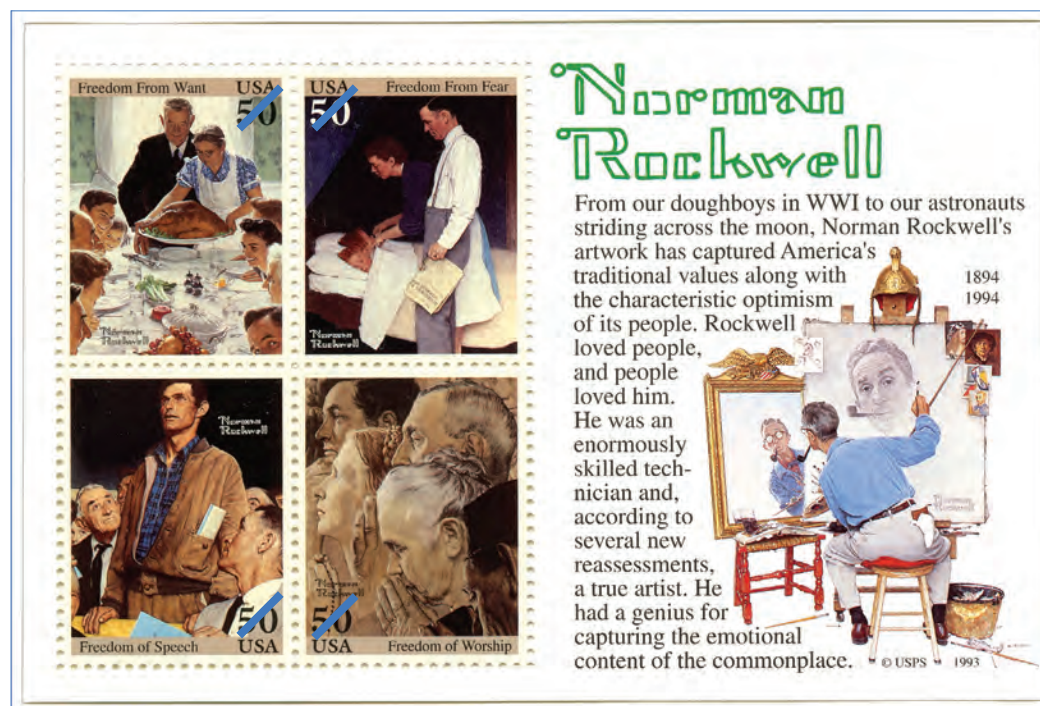 Freedom From Want
USA
50
USA
50
Freedom From Fear
Norman
Rockwell
Norman
Rockwell
Norman
Rockwell
50
Freedom of Speech
USA
Norman
Rockwell
50
USA
Freedom of Worship
Norman
Rockwell
From our doughboys in WWI to our astronauts
striding across the moon, Norman Rockwell's
artwork has captured America's
traditional values along with
the characteristic optimism
of its people. Rockwell
loved people,
and people
loved him.
He was an
enormously
skilled tech-
nician and,
according to
several new
reassessments,
a true artist. He
had a genius for
capturing the emotional
content of the commonplace.
1894
1994
Norman
Rockwell
© USPS 1993